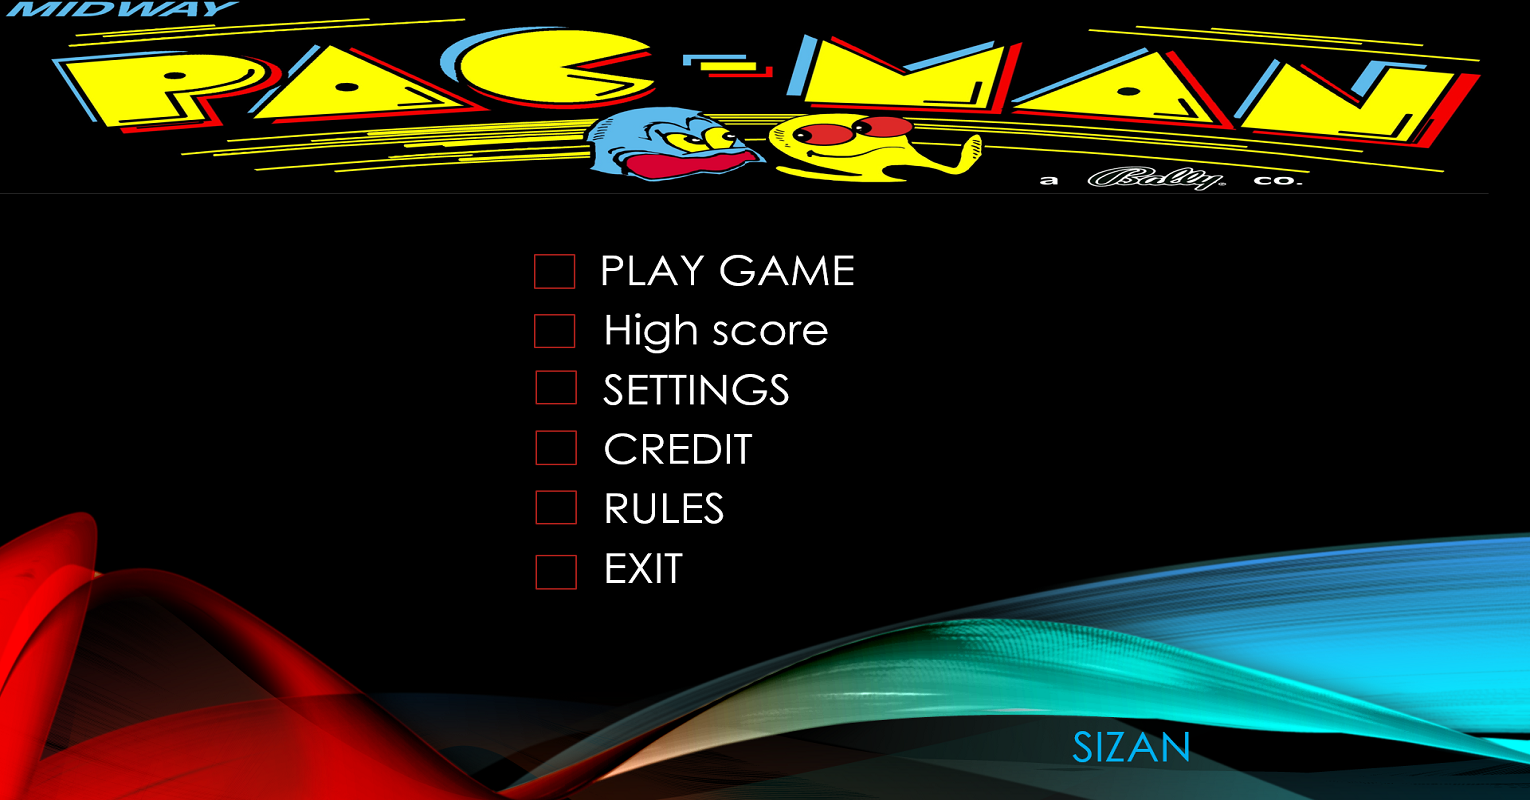 MIDWAY
PAC-MAN
a Bally co.
PLAY GAME
High score
SETTINGS
CREDIT
RULES
EXIT
SIZAN